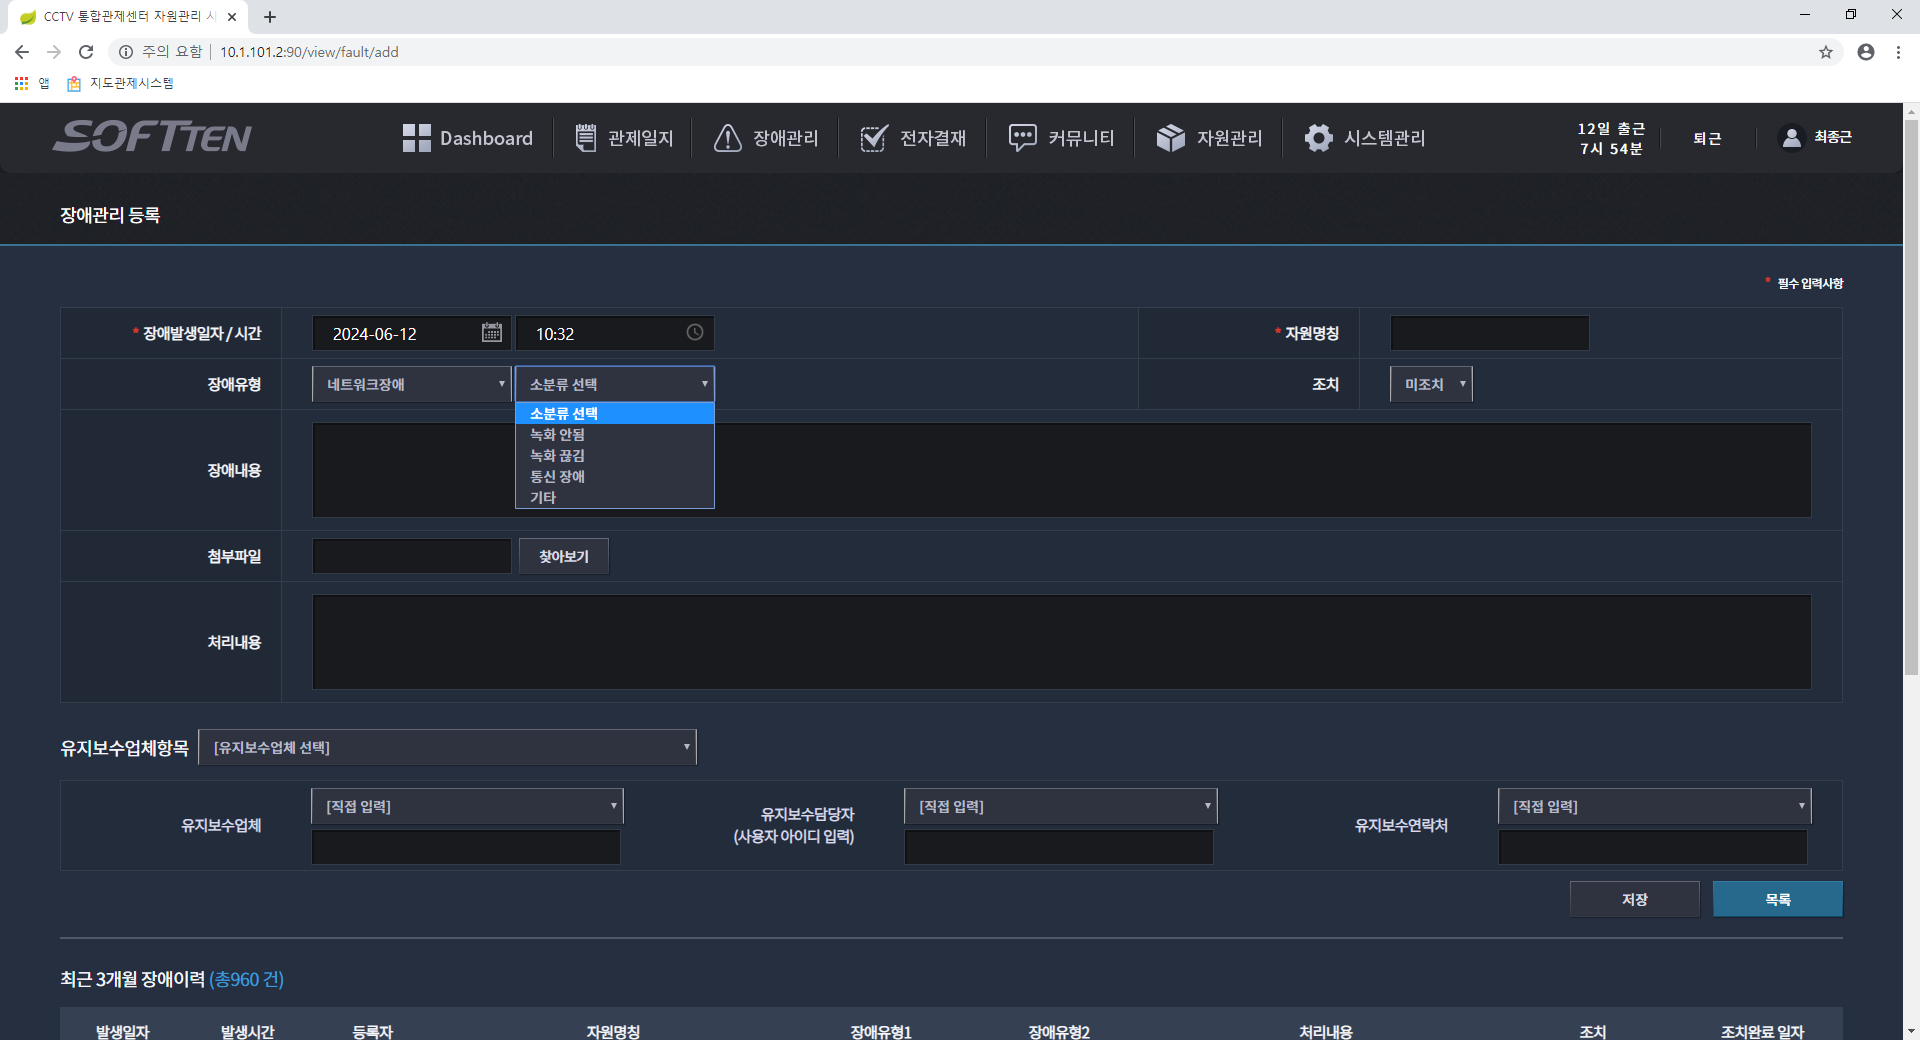 CCTV 통합관제센터 자원관리 시
주의 요함 10.1.101.2:90/view/fault/add
앱 지도관제시스템
SOFTTEN Dashboard 관제일지 장애관리 전자결재 커뮤니티 자원관리 시스템관리 12일 출근 7시 54분 퇴근 최종근
장애관리 등록
* 필수 입력사항
* 장애발생일자 / 시간 2024-06-12 10:32 * 자원명칭
장애유형 네트워크장애 소분류 선택 조치 미조치
소분류 선택
녹화 안됨
녹화 끊김
통신 장애
기타
장애내용
첨부파일 찾아보기
처리내용
유지보수업체항목 [유지보수업체 선택]
유지보수업체 [직접 입력] 유지보수담당자 (사용자 아이디 입력) [직접 입력] 유지보수연락처 [직접 입력]
저장 목록
최근 3개월 장애이력 (총960 건)
발생일자 발생시간 등록자 자원명칭 장애유형1 장애유형2 처리내용 조치 조치완료 일자